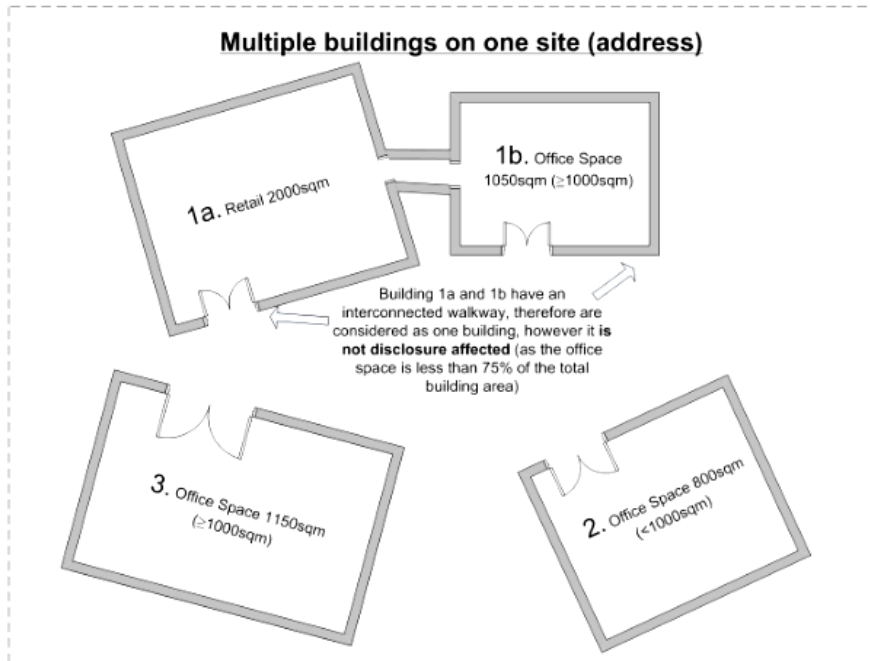 Multiple buildings on one site (address)
1a. Retail 2000sqm
1b. Office Space
1050sqm (≥1000sqm)
Building 1a and 1b have an
interconnected walkway, therefore are
considered as one building, however it is
not disclosure affected (as the office
space is less than 75% of the total
building area)
3. Office Space 1150sqm
(≥1000sqm)
2. Office Space 800sqm
(<1000sqm)